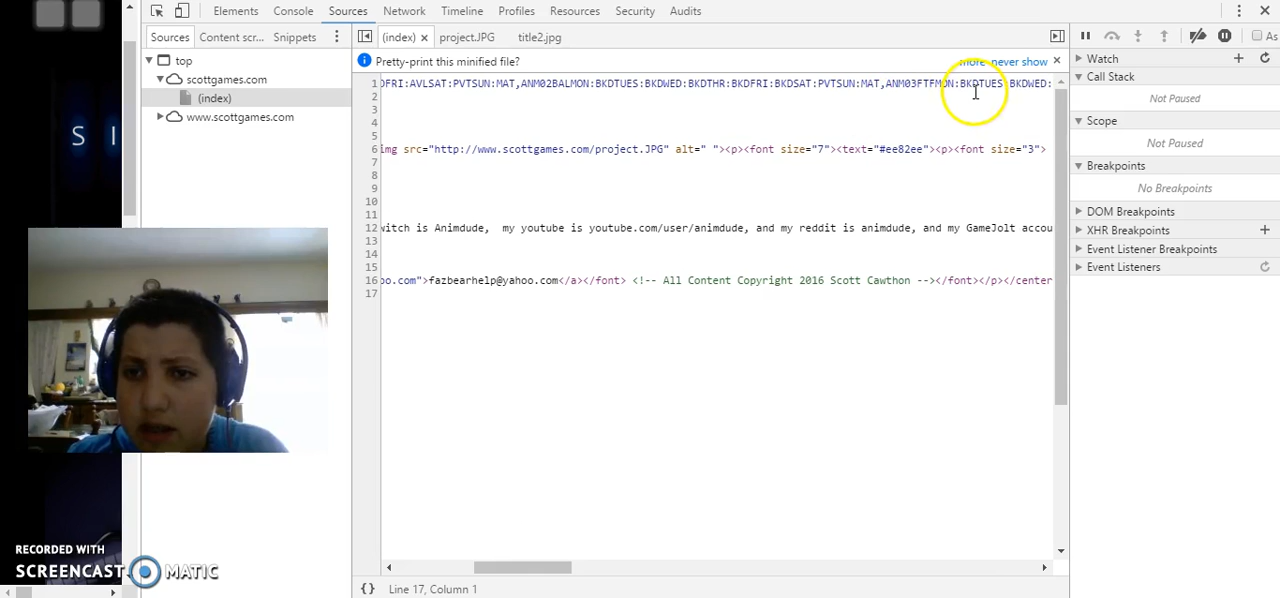 Elements Console Sources Network Timeline Profiles Resources Security Audits
Sources Content scr... Snippets (index) × project.JPG title2.jpg As
Pretty-print this minified file? more never show ×
top
scottgames.com
(index)
www.scottgames.com
S I
1 DFRI:AVLSAT:PVTSUN:MAT,ANM02BALMON:BKDTUES:BKDWED:BKDTHR:BKDFRI:BKDSAT:PVTSUN:MAT,ANM03FTFMON:BKDTUES:BKDWED:
2
3
4
5
6 img src="http://www.scottgames.com/project.JPG" alt=" "><p><font size="7"><text="#ee82ee"><p><font size="3">
7
8
9
10
11
12 witch is Animdude, my youtube is youtube.com/user/animdude, and my reddit is animdude, and my GameJolt accou
13
14
15
16 oo.com">fazbearhelp@yahoo.com</a></font> <!-- All Content Copyright 2016 Scott Cawthon --></font></p></center
17
{} Line 17, Column 1
Watch
Call Stack
Not Paused
Scope
Not Paused
Breakpoints
No Breakpoints
DOM Breakpoints
XHR Breakpoints
Event Listener Breakpoints
Event Listeners
RECORDED WITH
SCREENCAST MATIC